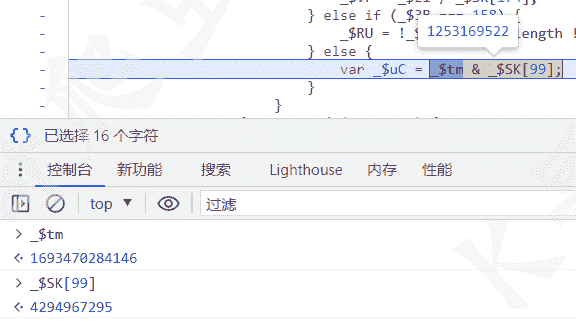 } else if (_$3R === 158) {
1253169522
} else {
var _$uC = _$tm & _$SK[99];
}
}
{} 已选择 16 个字符
控制台 新功能 搜索 Lighthouse 内存 性能
top ▼ 过滤
> _$tm
1693470284146
> _$SK[99]
4294967295